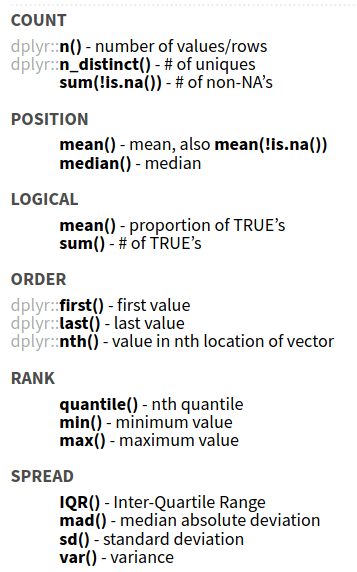 COUNT
dplyr::n() - number of values/rows
dplyr::n_distinct() - # of uniques
sum(!is.na()) - # of non-NA’s
POSITION
mean() - mean, also mean(!is.na())
median() - median
LOGICAL
mean() - proportion of TRUE’s
sum() - # of TRUE’s
ORDER
dplyr::first() - first value
dplyr::last() - last value
dplyr::nth() - value in nth location of vector
RANK
quantile() - nth quantile
min() - minimum value
max() - maximum value
SPREAD
IQR() - Inter-Quartile Range
mad() - median absolute deviation
sd() - standard deviation
var() - variance